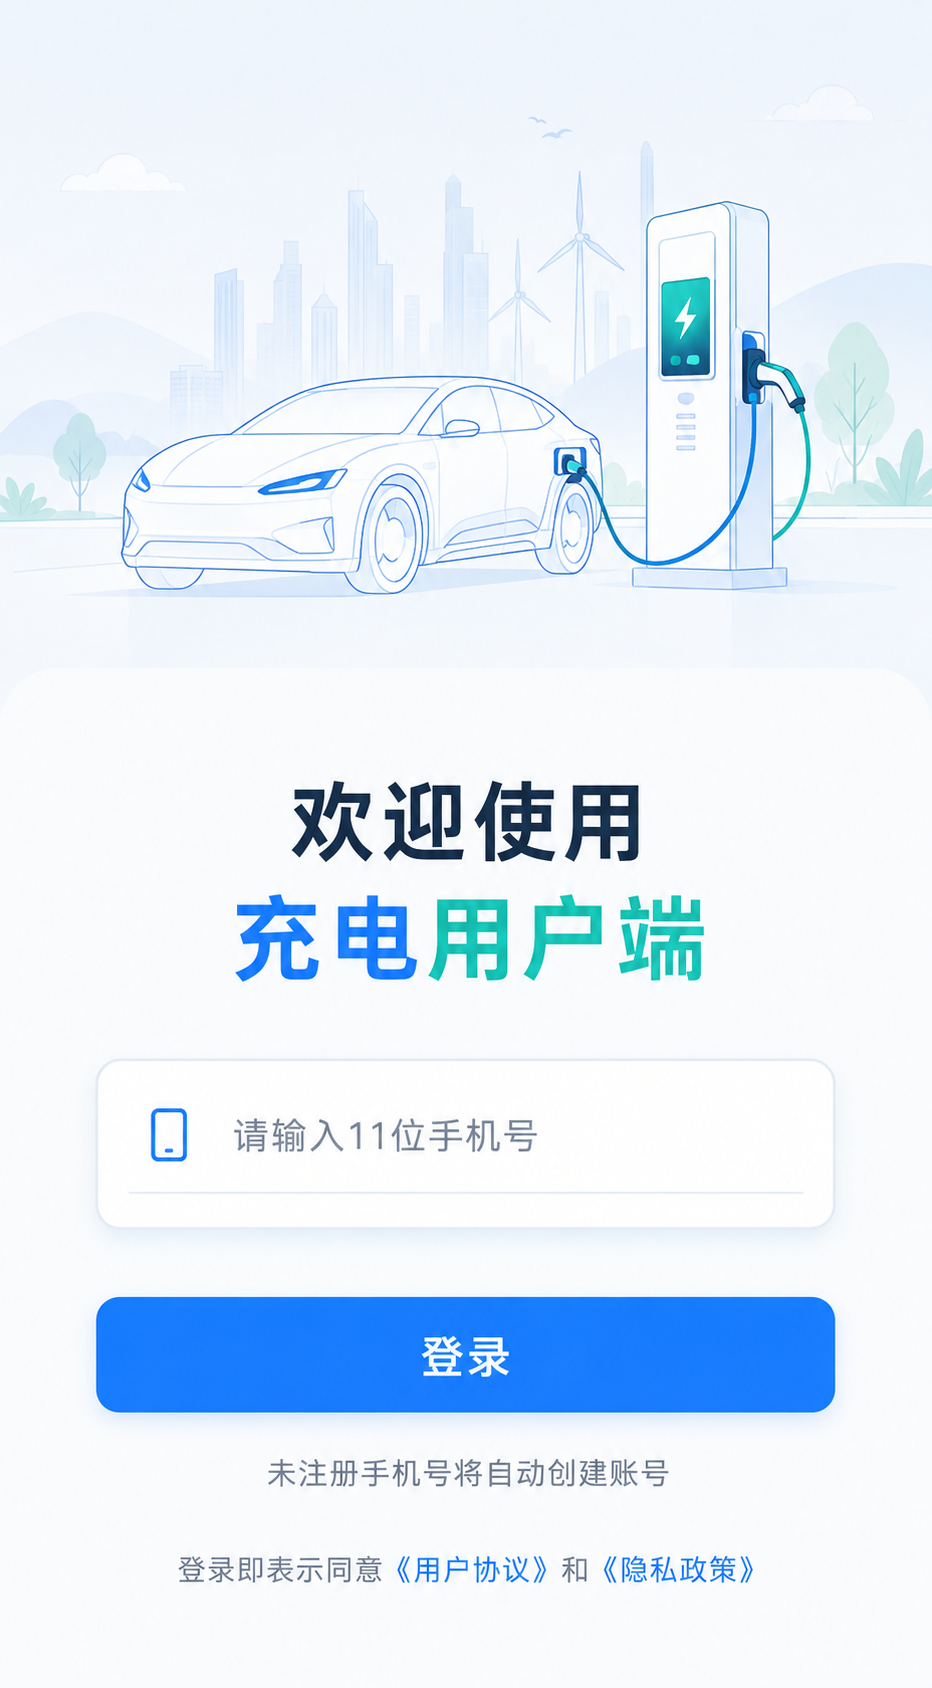 欢迎使用
充电用户端
请输入11位手机号
登录
未注册手机号将自动创建账号
登录即表示同意《用户协议》和《隐私政策》